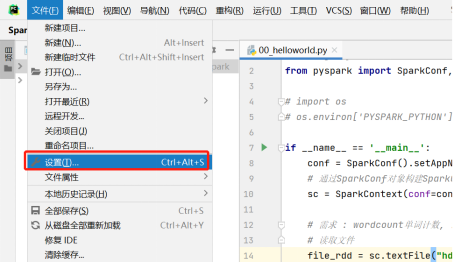 文件(F) 编辑(E) 视图(V) 导航(N) 代码(C) 重构(R) 运行(U) 工具(T) VCS(S) 窗口(W) 帮助(H)
Spar
新建项目...
新建(N)... Alt+Insert
新建临时文件 Ctrl+Alt+Shift+Insert
打开(O)...
另存为...
打开最近(R)
远程开发...
关闭项目(J)
重命名项目...
设置(T)... Ctrl+Alt+S
文件属性
本地历史记录(H)
全部保存(S) Ctrl+S
从磁盘全部重新加载 Ctrl+Alt+Y
修复 IDE
清除缓存...
项目
park
00_helloworld.py
2 from pyspark import SparkConf,
3
4 # import os
5 # os.environ['PYSPARK_PYTHON']
6
7 if __name__ == '__main__':
8 conf = SparkConf().setAppN
9 # 通过SparkConf对象构建Spark
10 sc = SparkContext(conf=con
11
12 # 需求 : wordcount单词计数,
13 # 读取文件
14 file_rdd = sc.textFile("hd